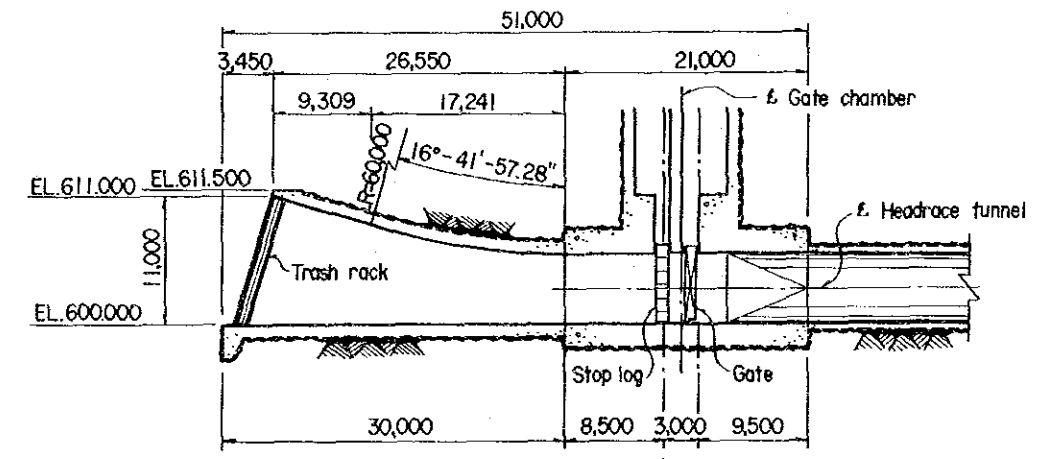 51,000
3,450 26,550 21,000
9,309 17,241
℄ Gate chamber
R=60,000
16°-41'-57.28"
EL.611.000 EL.611.500
℄ Headrace tunnel
11,000
Trash rack
EL.600.000
Stop log Gate
30,000 8,500 3,000 9,500